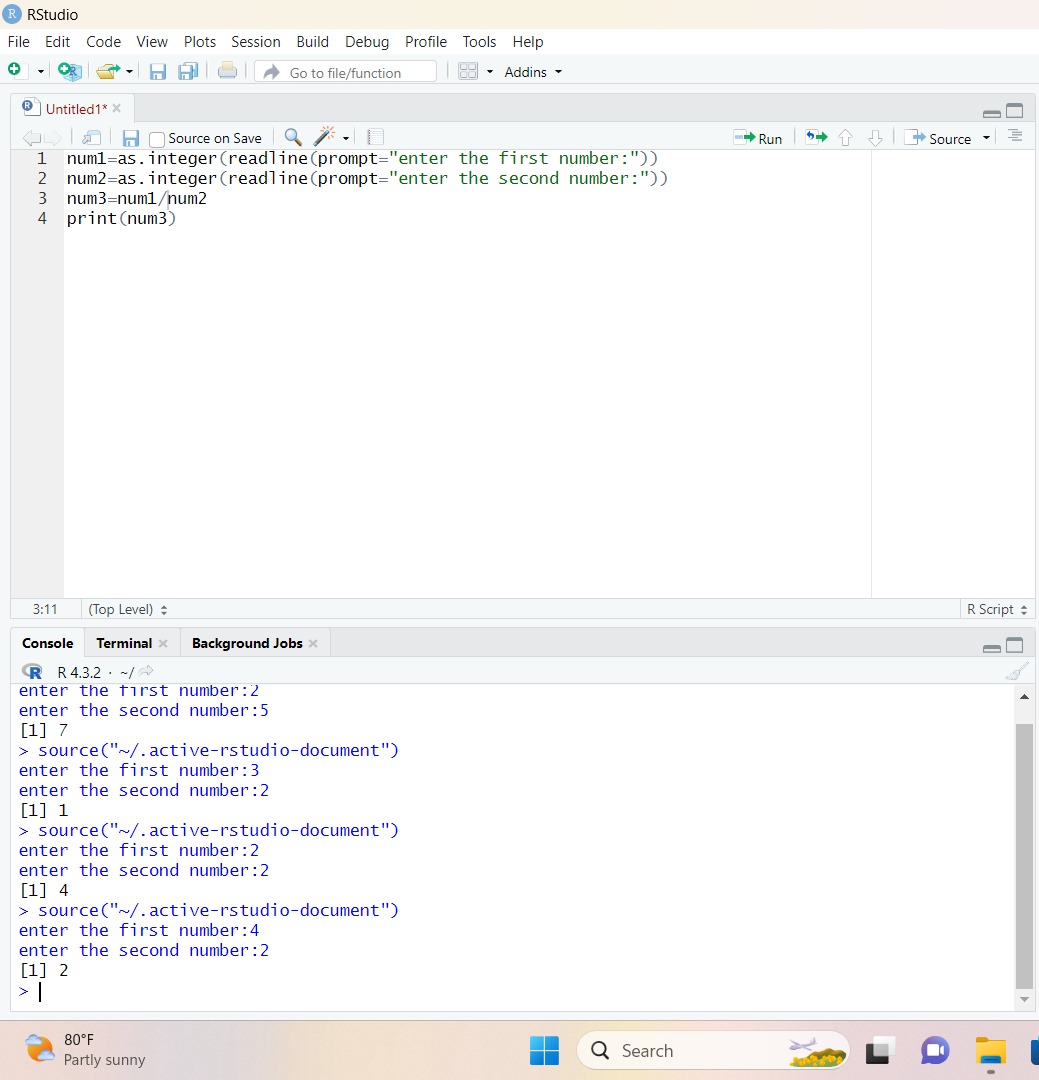 R RStudio
File Edit Code View Plots Session Build Debug Profile Tools Help
Go to file/function Addins
Untitled1*
Source on Save Run Source
1 num1=as.integer(readline(prompt="enter the first number:"))
2 num2=as.integer(readline(prompt="enter the second number:"))
3 num3=num1/num2
4 print(num3)
3:11 (Top Level) R Script
Console Terminal Background Jobs
R R 4.3.2 · ~/
enter the first number:2
enter the second number:5
[1] 7
> source("~/.active-rstudio-document")
enter the first number:3
enter the second number:2
[1] 1
> source("~/.active-rstudio-document")
enter the first number:2
enter the second number:2
[1] 4
> source("~/.active-rstudio-document")
enter the first number:4
enter the second number:2
[1] 2
>
80°F
Partly sunny
Search